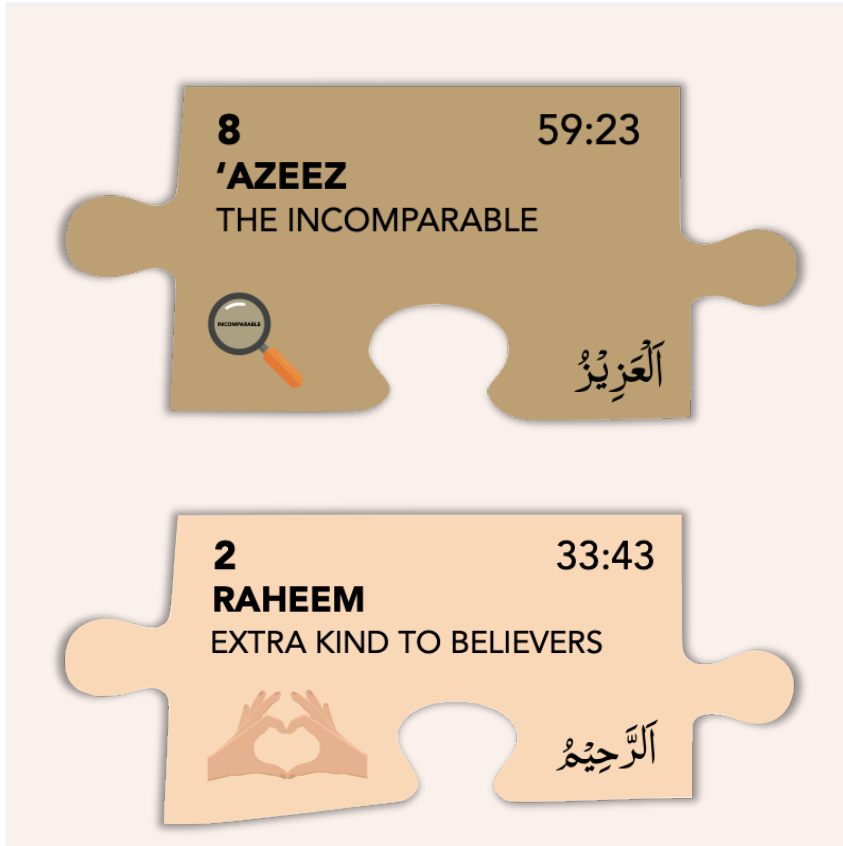 8
59:23
‘AZEEZ
THE INCOMPARABLE
INCOMPARABLE
اَلْعَزِيْزُ
2
33:43
RAHEEM
EXTRA KIND TO BELIEVERS
اَلرَّحِيْمُ